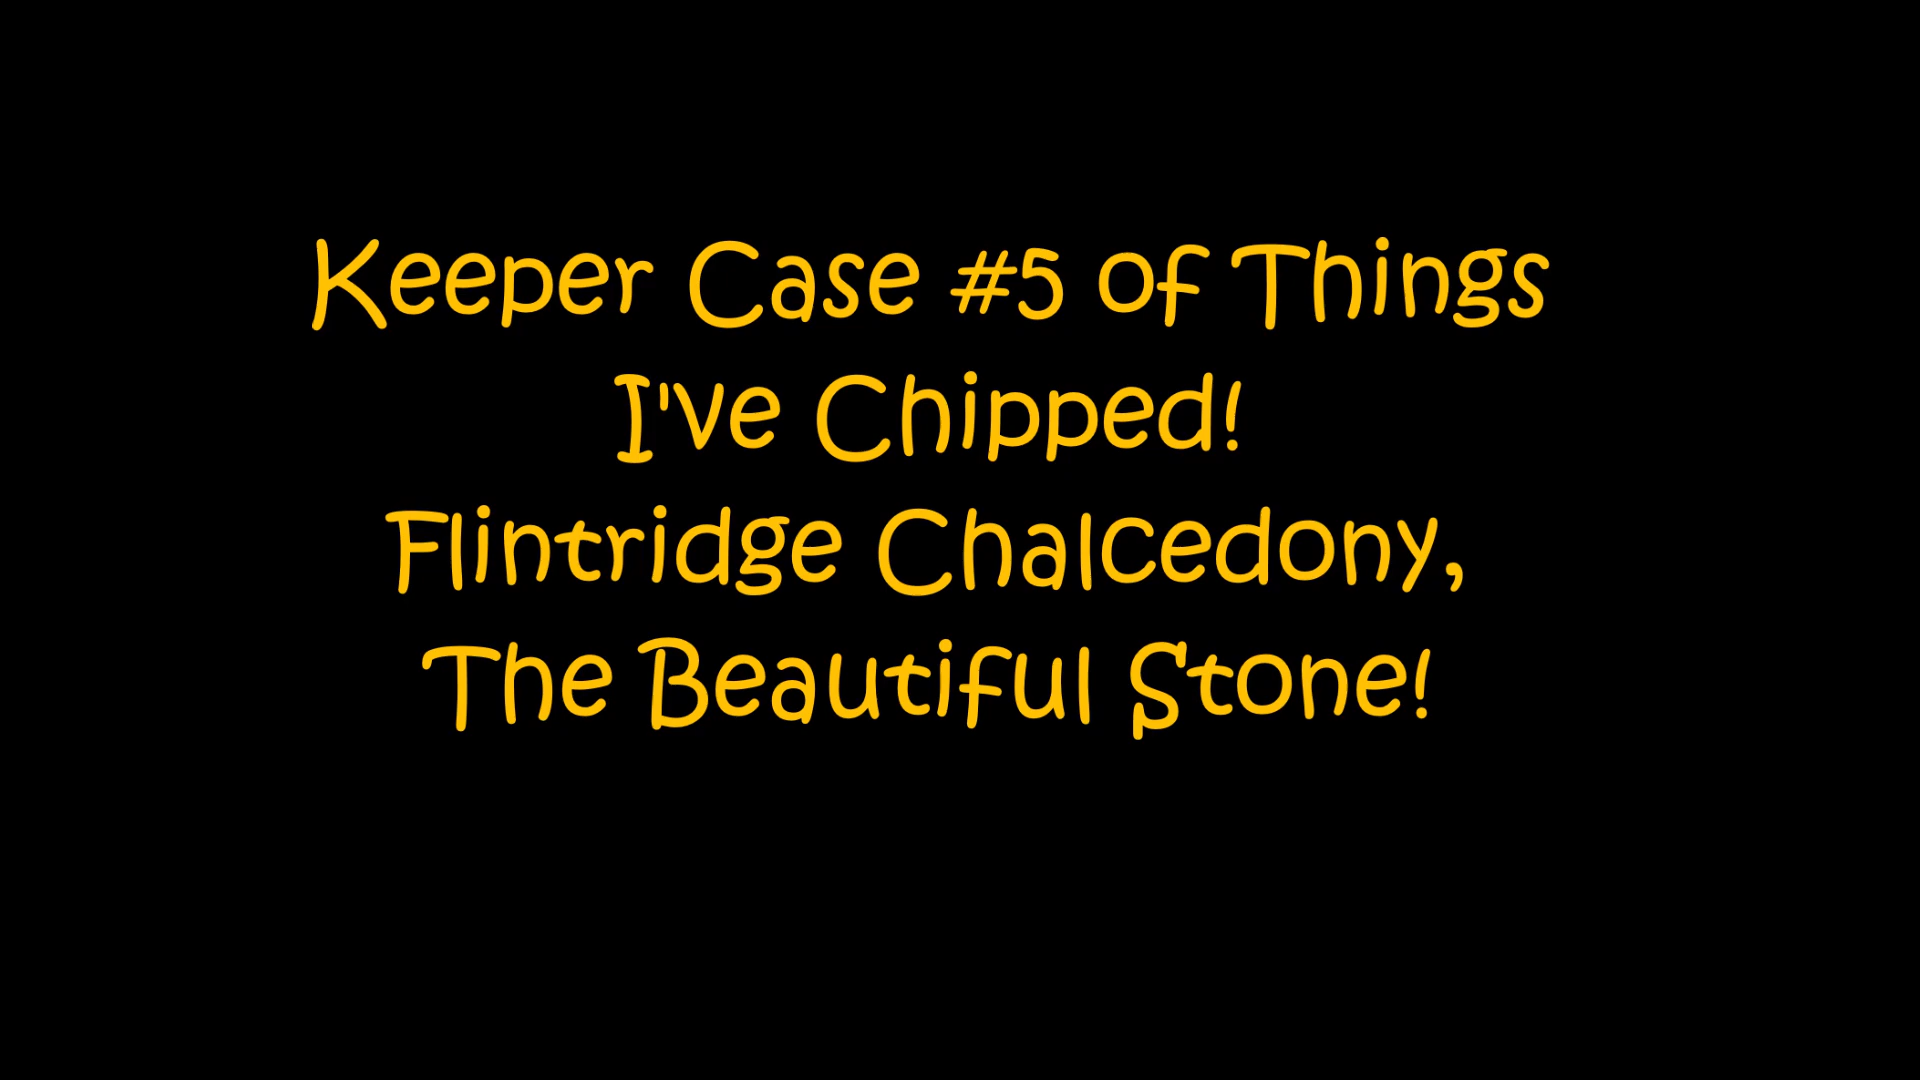 Keeper Case #5 of Things
I've Chipped!
Flintridge Chalcedony,
The Beautiful Stone!